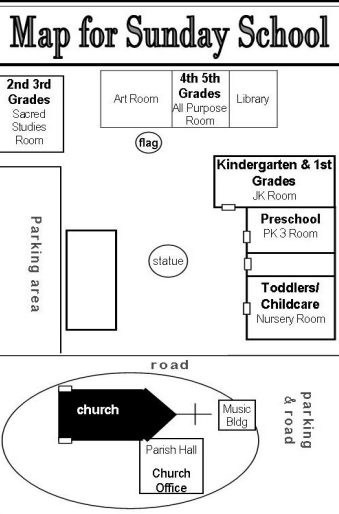 Map for Sunday School
2nd 3rd
Grades
Sacred
Studies
Room
Art Room
4th 5th
Grades
All Purpose
Room
Library
flag
Kindergarten & 1st
Grades
JK Room
Preschool
PK 3 Room
Parking area
statue
Toddlers/
Childcare
Nursery Room
road
church
Music
Bldg
parking
& road
Parish Hall
Church
Office